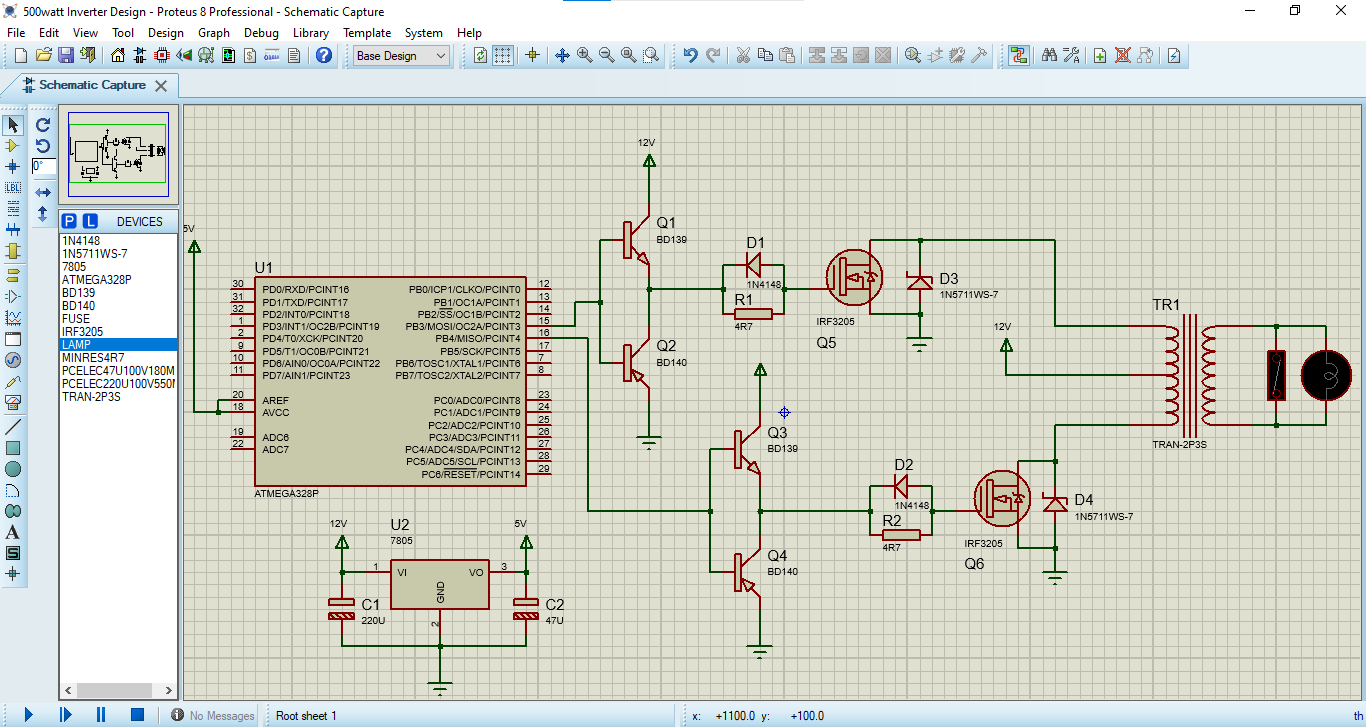 500watt Inverter Design - Proteus 8 Professional - Schematic Capture
File Edit View Tool Design Graph Debug Library Template System Help
Base Design
Schematic Capture
0°
LBL
A
S
P L DEVICES
1N4148
1N5711WS-7
7805
ATMEGA328P
BD139
BD140
FUSE
IRF3205
LAMP
MINRES4R7
PCELEC47U100V180M
PCELEC220U100V550M
TRAN-2P3S
5V
U1
30 PD0/RXD/PCINT16
31 PD1/TXD/PCINT17
32 PD2/INT0/PCINT18
1 PD3/INT1/OC2B/PCINT19
2 PD4/T0/XCK/PCINT20
9 PD5/T1/OC0B/PCINT21
10 PD6/AIN0/OC0A/PCINT22
11 PD7/AIN1/PCINT23
20 AREF
18 AVCC
19 ADC6
22 ADC7
PB0/ICP1/CLKO/PCINT0 12
PB1/OC1A/PCINT1 13
PB2/SS/OC1B/PCINT2 14
PB3/MOSI/OC2A/PCINT3 15
PB4/MISO/PCINT4 16
PB5/SCK/PCINT5 17
PB6/TOSC1/XTAL1/PCINT6 7
PB7/TOSC2/XTAL2/PCINT7 8
PC0/ADC0/PCINT8 23
PC1/ADC1/PCINT9 24
PC2/ADC2/PCINT10 25
PC3/ADC3/PCINT11 26
PC4/ADC4/SDA/PCINT12 27
PC5/ADC5/SCL/PCINT13 28
PC6/RESET/PCINT14 29
ATMEGA328P
12V
Q1
BD139
Q2
BD140
D1
1N4148
R1
4R7
IRF3205
Q5
D3
1N5711WS-7
12V
TR1
TRAN-2P3S
Q3
BD139
Q4
BD140
D2
1N4148
R2
4R7
IRF3205
Q6
D4
1N5711WS-7
12V
U2
7805
5V
1 VI
VO 3
GND
2
C1
220U
C2
47U
No Messages
Root sheet 1
x: +1100.0 y: +100.0
th